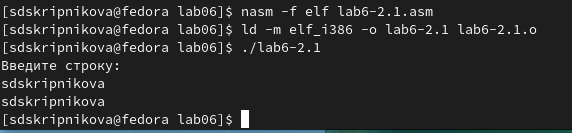 [sdskripnikova@fedora lab06]$ nasm -f elf lab6-2.1.asm
[sdskripnikova@fedora lab06]$ ld -m elf_i386 -o lab6-2.1 lab6-2.1.o
[sdskripnikova@fedora lab06]$ ./lab6-2.1
Введите строку:
sdskripnikova
sdskripnikova
[sdskripnikova@fedora lab06]$